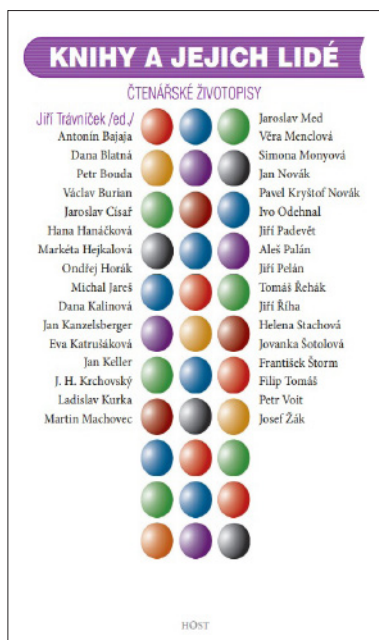 KNIHY A JEJICH LIDÉ
ČTENÁŘSKÉ ŽIVOTOPISY
Jiří Trávníček /ed./
Antonín Bajaja
Dana Blatná
Petr Bouda
Václav Burian
Jaroslav Císař
Hana Hanáčková
Markéta Hejkalová
Ondřej Horák
Michal Jareš
Dana Kalinová
Jan Kanzelsberger
Eva Katrušáková
Jan Keller
J. H. Krchovský
Ladislav Kurka
Martin Machovec
Jaroslav Med
Věra Menclová
Simona Monyová
Jan Novák
Pavel Kryštof Novák
Ivo Odehnal
Jiří Padevět
Aleš Palán
Jiří Pelán
Tomáš Řehák
Jiří Říha
Helena Stachová
Jovanka Šotolová
František Štorm
Filip Tomáš
Petr Voit
Josef Žák
HOST